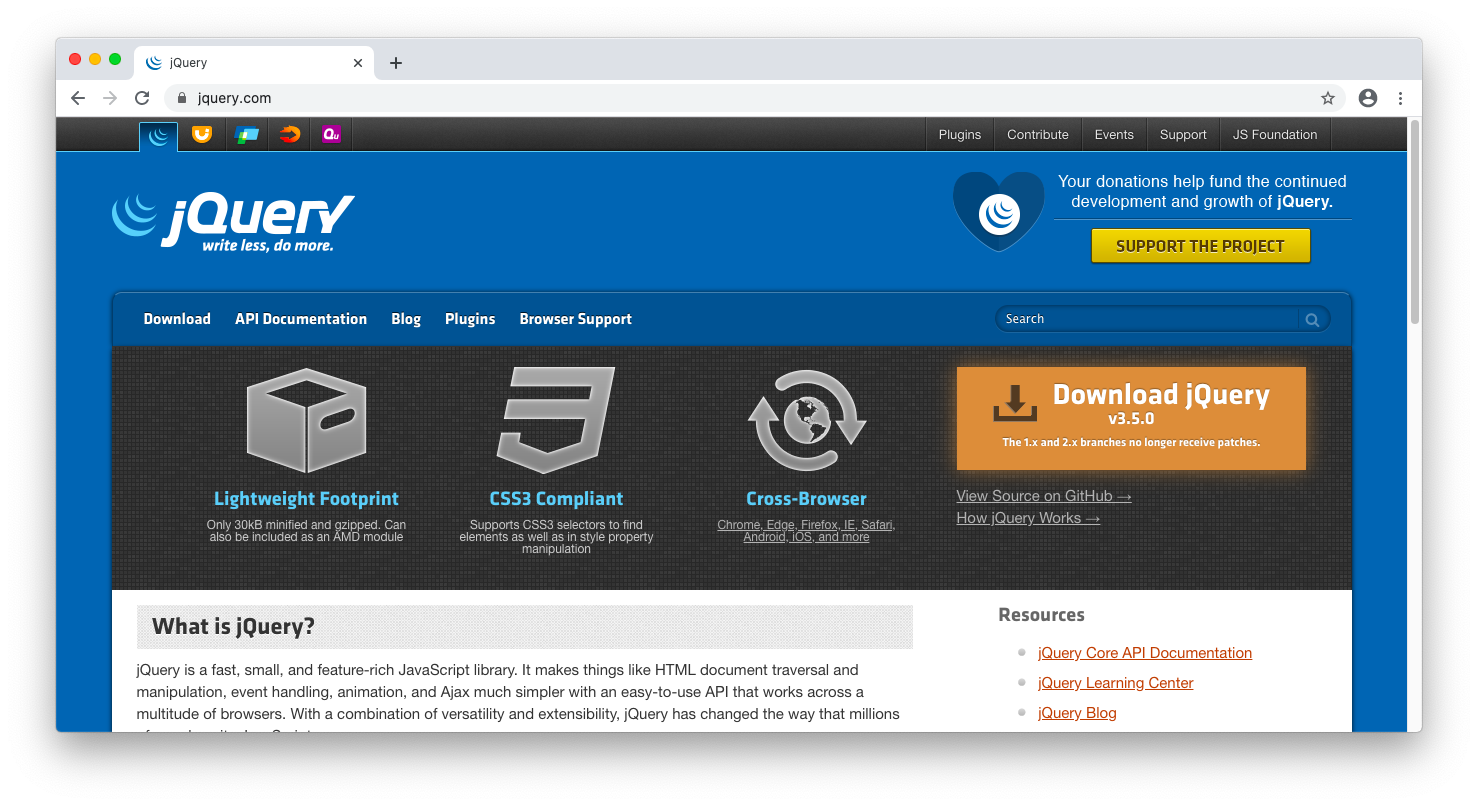 jQuery
jquery.com
Qu
Plugins
Contribute
Events
Support
JS Foundation
jQuery
write less, do more.
Your donations help fund the continued
development and growth of jQuery.
SUPPORT THE PROJECT
Download
API Documentation
Blog
Plugins
Browser Support
Search
Lightweight Footprint
Only 30kB minified and gzipped. Can
also be included as an AMD module
CSS3 Compliant
Supports CSS3 selectors to find
elements as well as in style property
manipulation
Cross-Browser
Chrome, Edge, Firefox, IE, Safari,
Android, iOS, and more
Download jQuery
v3.5.0
The 1.x and 2.x branches no longer receive patches.
View Source on GitHub →
How jQuery Works →
What is jQuery?
jQuery is a fast, small, and feature-rich JavaScript library. It makes things like HTML document traversal and
manipulation, event handling, animation, and Ajax much simpler with an easy-to-use API that works across a
multitude of browsers. With a combination of versatility and extensibility, jQuery has changed the way that millions
Resources
jQuery Core API Documentation
jQuery Learning Center
jQuery Blog